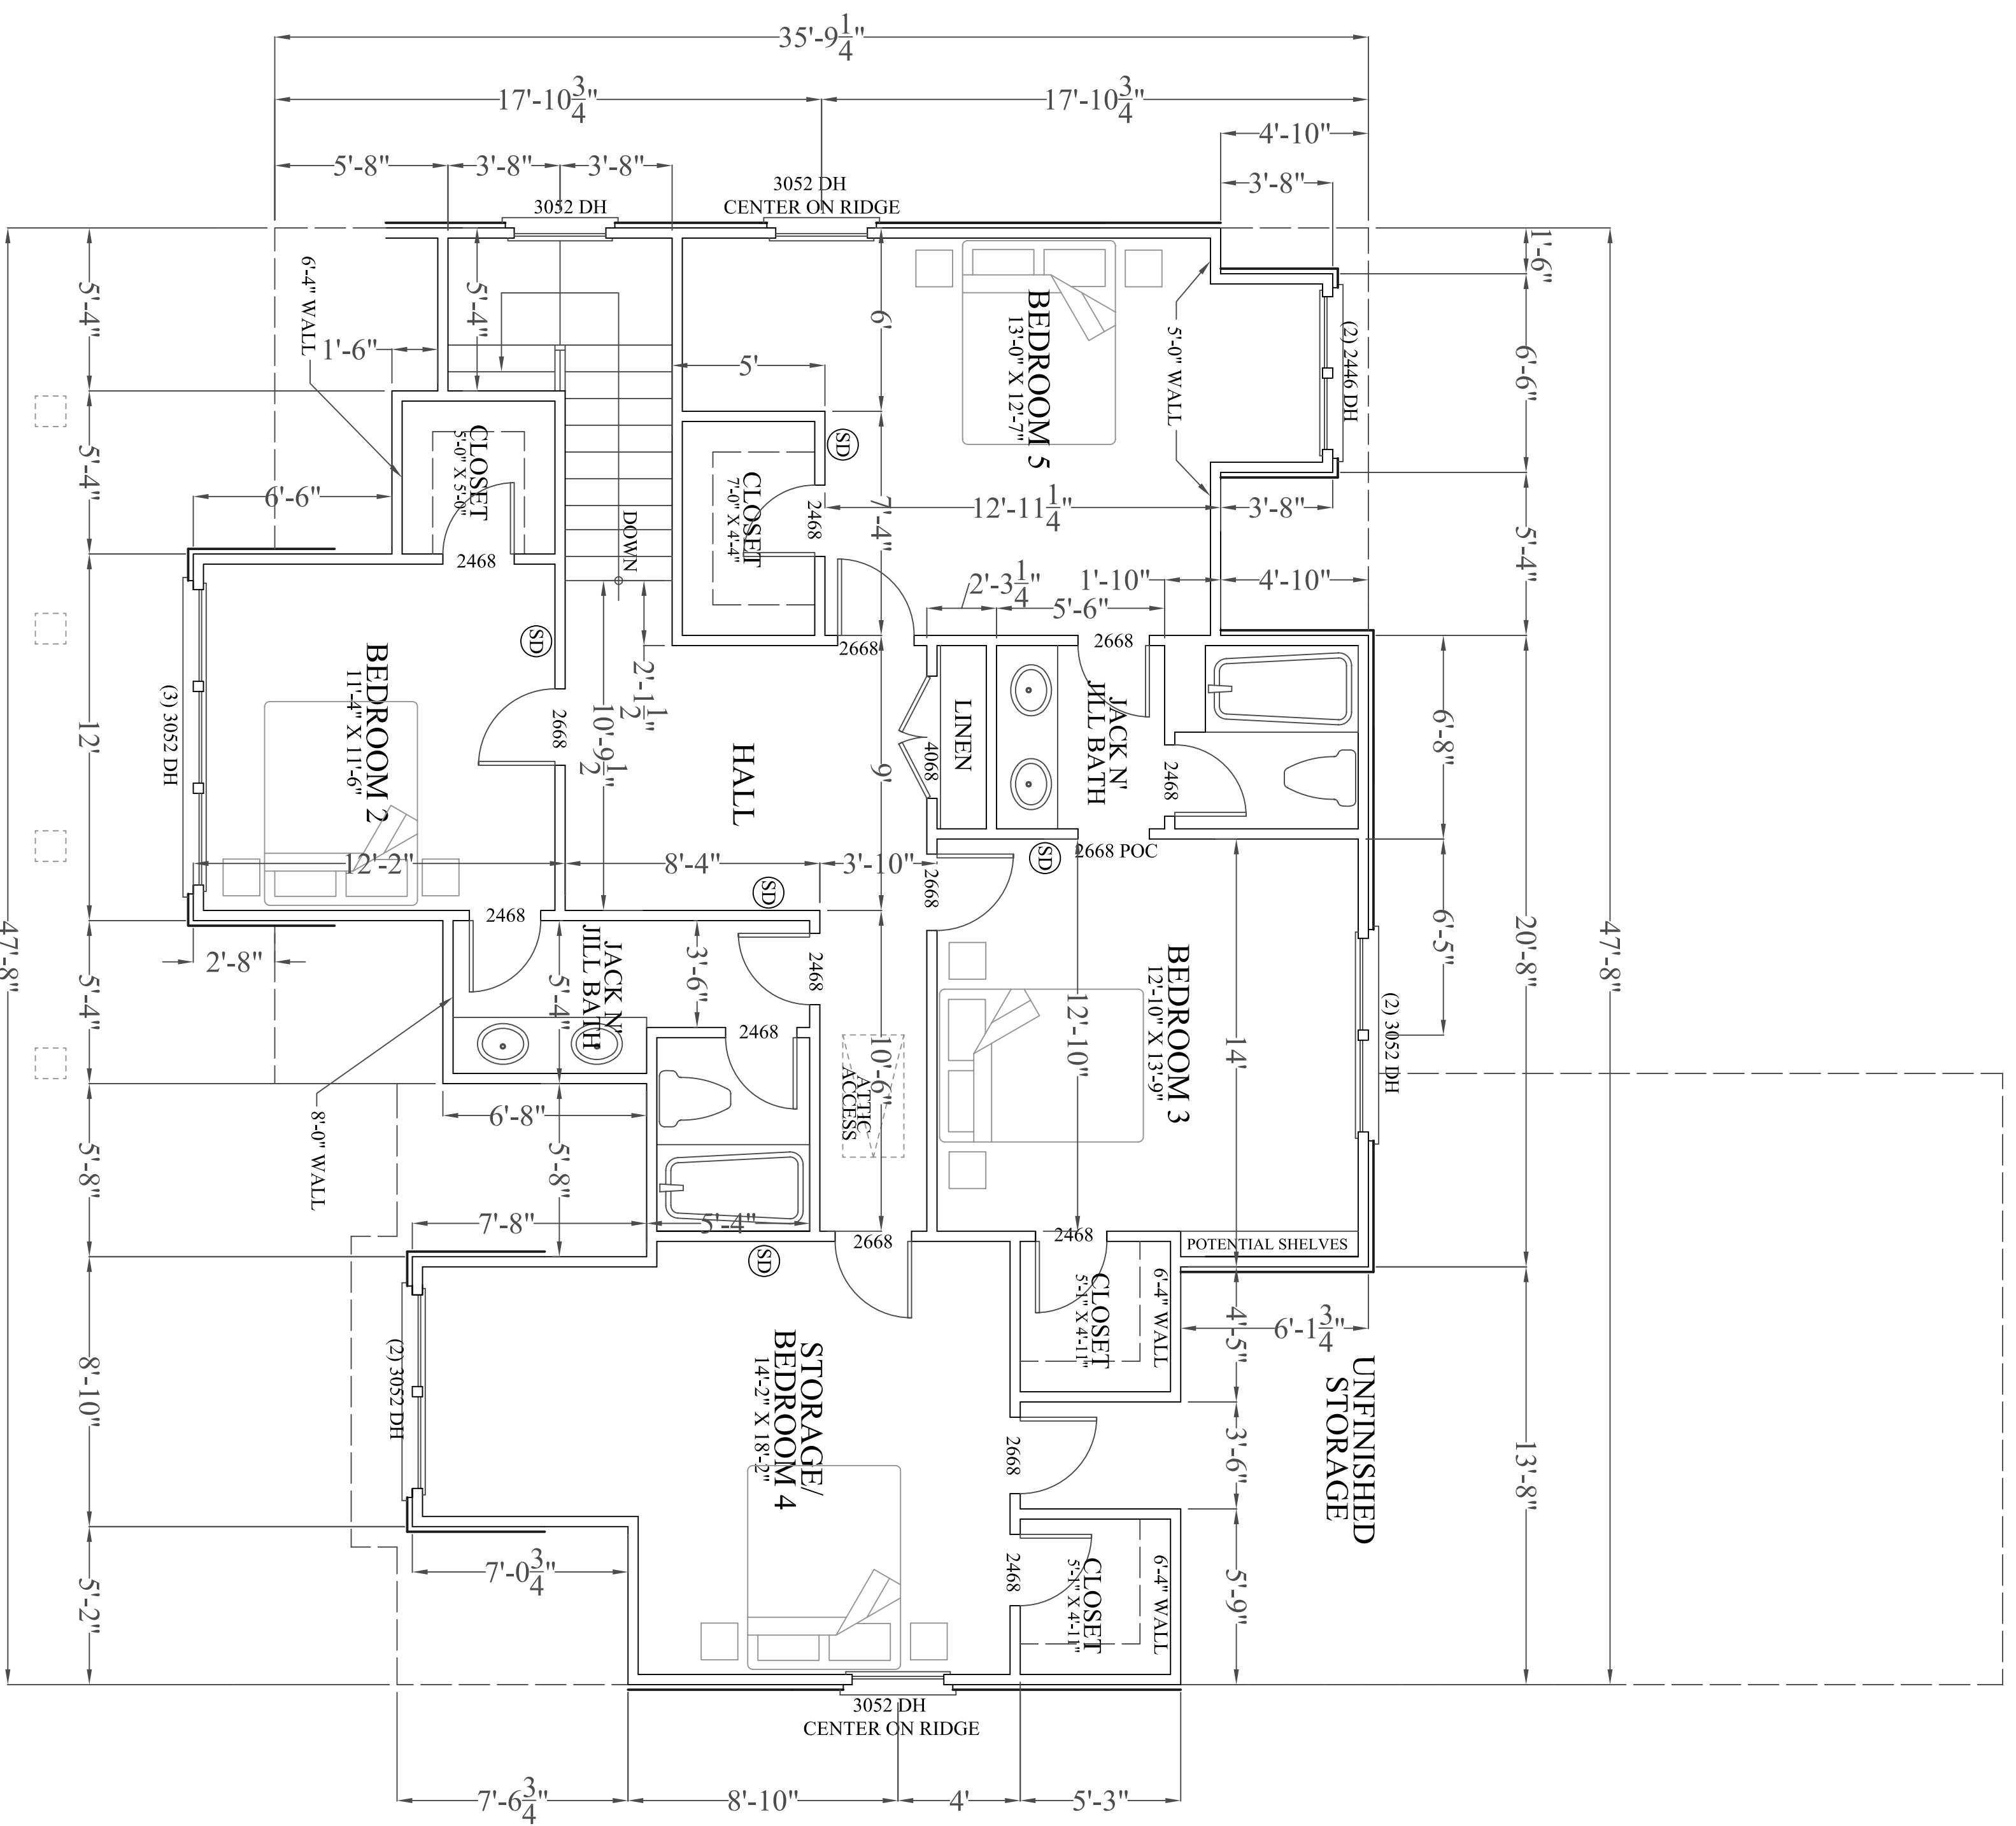 35'-9 1/4"
17'-10 3/4"
17'-10 3/4"
4'-10"
5'-8"
3'-8"
3'-8"
3'-8"
3052 DH
3052 DH
CENTER ON RIDGE
1'-6"
5'-4"
5'-4"
6'-4" WALL
1'-6"
6'
5'
BEDROOM 5
13'-0" X 12'-7"
5'-0" WALL
(2) 2446 DH
6'-6"
5'-4"
6'-6"
CLOSET
5'-0" X 5'-0"
2468
SD
CLOSET
7'-0" X 4'-4"
2468
7'-4"
12'-11 1/4"
3'-8"
5'-4"
DOWN
2'-3 1/4"
1'-10"
4'-10"
5'-6"
2668
2668
SD
2'-1 1/2"
10'-9 1/2"
BEDROOM 2
11'-4" X 11'-6"
(3) 3052 DH
12'
2668
HALL
9'
4068
LINEN
JACK N'
JILL BATH
2468
6'-8"
12'-2"
8'-4"
3'-10"
SD
2668
SD
2668 POC
2468
47'-8"
2'-8"
5'-4"
JACK N'
JILL BATH
5'-4"
3'-6"
2468
2468
10'-6"
ATTIC
ACCESS
12'-10"
BEDROOM 3
12'-10" X 13'-9"
14'
(2) 3052 DH
6'-5"
20'-8"
47'-8"
6'-8"
8'-0" WALL
5'-8"
5'-8"
7'-8"
5'-4"
SD
2668
2468
POTENTIAL SHELVES
CLOSET
5'-1" X 4'-11"
6'-4" WALL
4'-5"
6'-1 3/4"
UNFINISHED
STORAGE
8'-10"
(2) 3052 DH
STORAGE/
BEDROOM 4
14'-2" X 18'-2"
2668
3'-6"
13'-8"
7'-0 3/4"
5'-2"
2468
CLOSET
5'-1" X 4'-11"
6'-4" WALL
5'-9"
3052 DH
CENTER ON RIDGE
7'-6 3/4"
8'-10"
4'
5'-3"